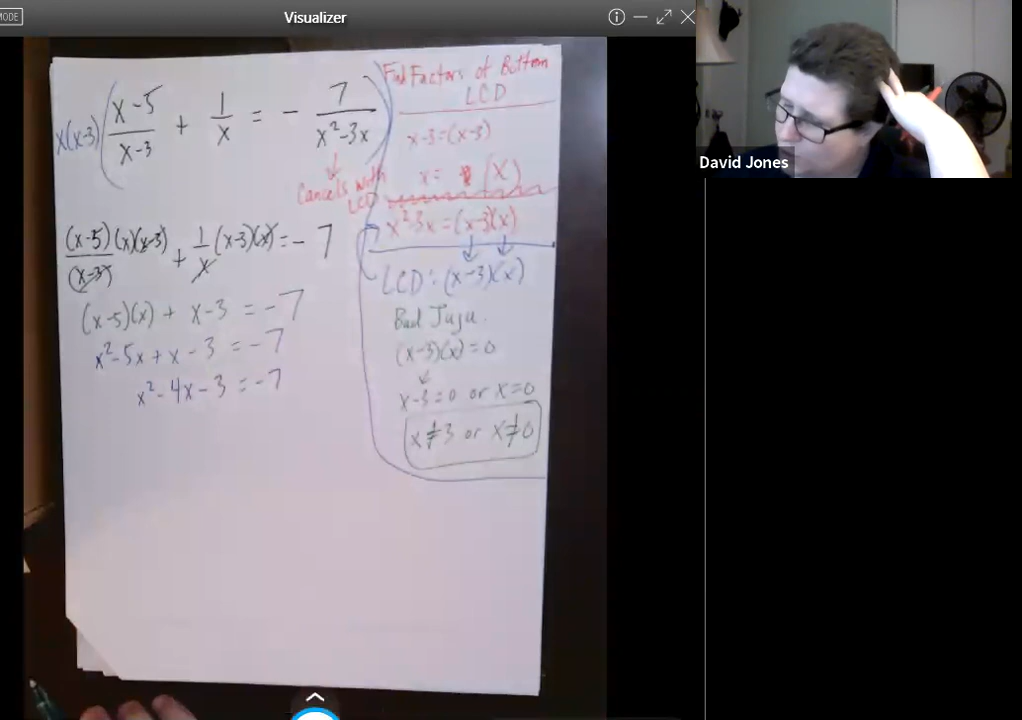 MODE
Visualizer
David Jones
x(x-3) ( x-5 / x-3 + 1/x = - 7 / x²-3x )
Cancels with
LCD
(x-5)(x)(x-3) / (x-3) + 1/x (x-3)(x) = - 7
(x-5)(x) + x-3 = -7
x²-5x+x-3 = -7
x²-4x-3 = -7
Find Factors of Bottom
LCD
x-3=(x-3)
x= (x)
x²-3x=(x-3)(x)
LCD: (x-3)(x)
Bad Juju.
(x-3)(x)=0
x-3=0 or x=0
x≠3 or x≠0